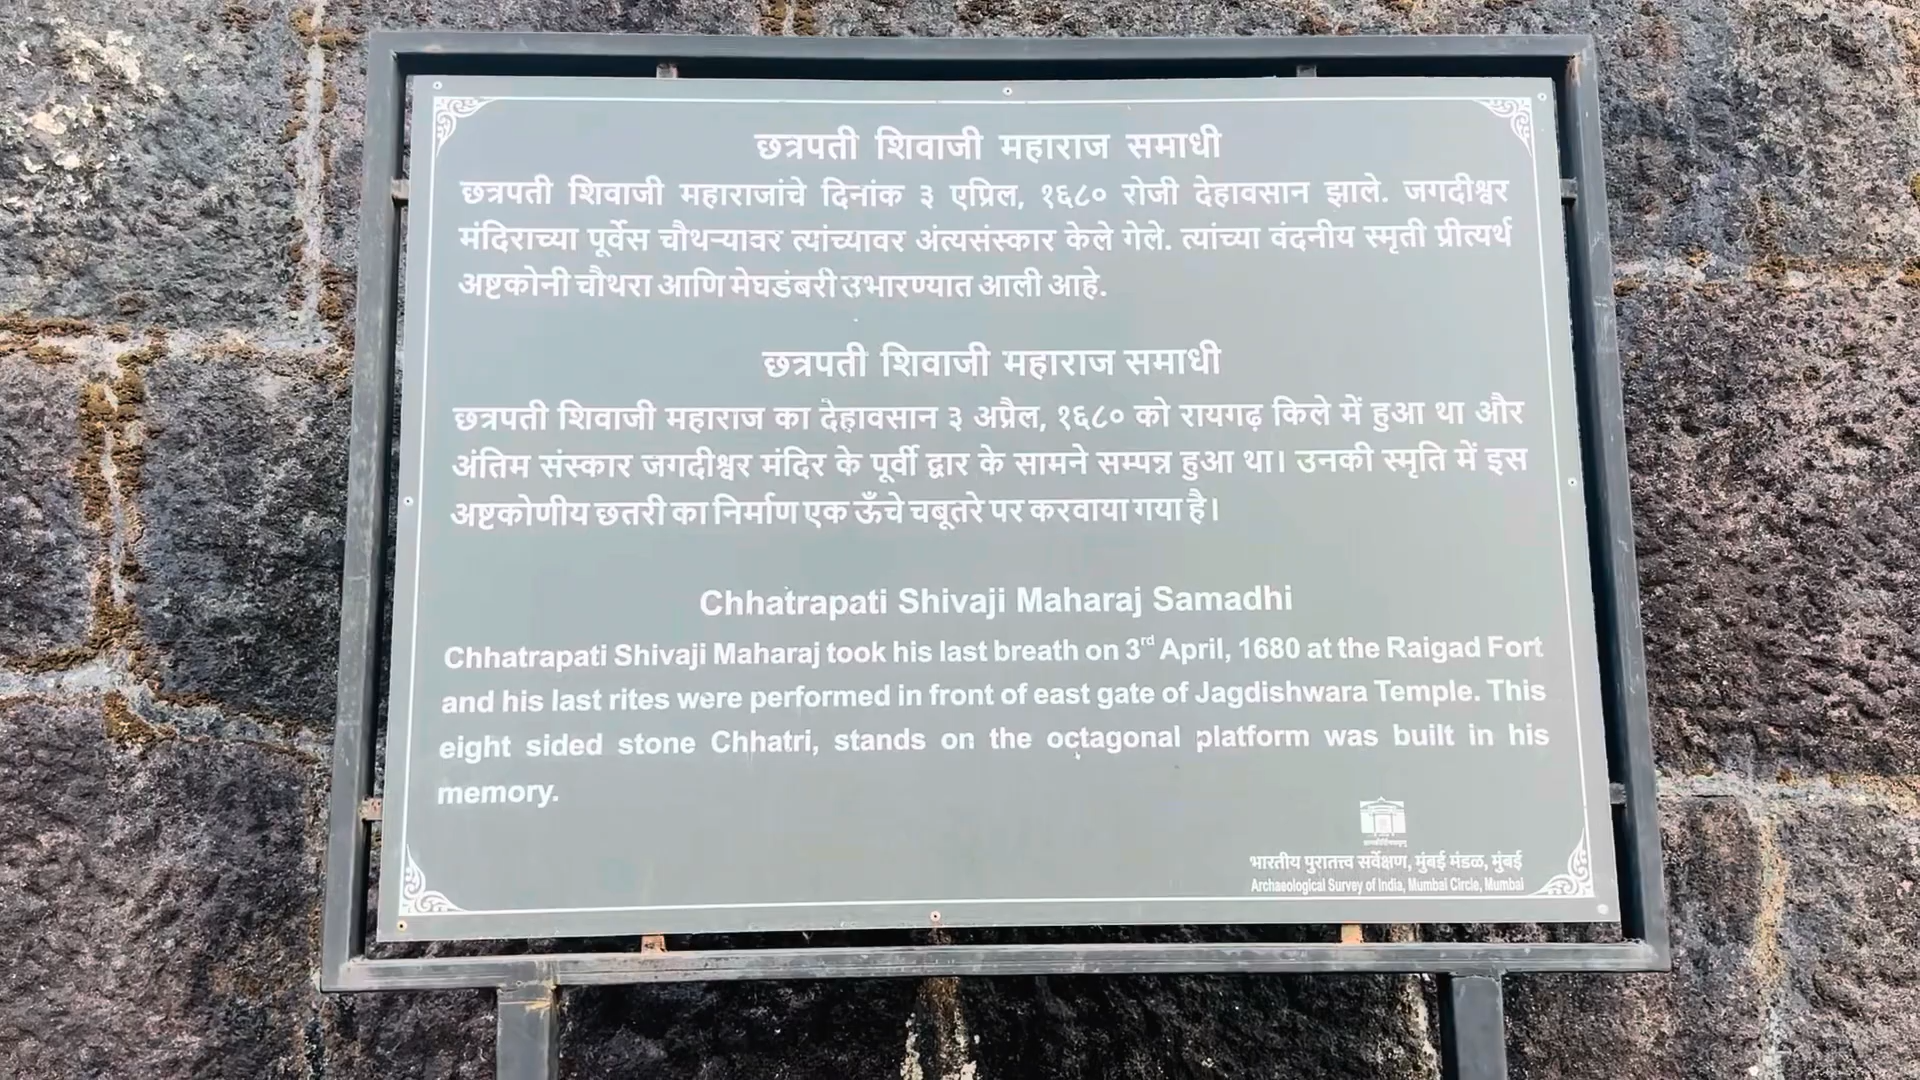 छत्रपती शिवाजी महाराज समाधी
छत्रपती शिवाजी महाराजांचे दिनांक ३ एप्रिल, १६८० रोजी देहावसान झाले. जगदीश्वर
मंदिराच्या पूर्वेस चौथऱ्यावर त्यांच्यावर अंत्यसंस्कार केले गेले. त्यांच्या वंदनीय स्मृती प्रीत्यर्थ
अष्टकोनी चौथरा आणि मेघडंबरी उभारण्यात आली आहे.
छत्रपती शिवाजी महाराज समाधी
छत्रपती शिवाजी महाराज का देहावसान ३ अप्रैल, १६८० को रायगढ़ किले में हुआ था और
अंतिम संस्कार जगदीश्वर मंदिर के पूर्वी द्वार के सामने सम्पन्न हुआ था। उनकी स्मृति में इस
अष्टकोणीय छतरी का निर्माण एक ऊँचे चबूतरे पर करवाया गया है।
Chhatrapati Shivaji Maharaj Samadhi
Chhatrapati Shivaji Maharaj took his last breath on 3rd April, 1680 at the Raigad Fort
and his last rites were performed in front of east gate of Jagdishwara Temple. This
eight sided stone Chhatri, stands on the octagonal platform was built in his
memory.
भारतीय पुरातत्त्व सर्वेक्षण, मुंबई मंडळ, मुंबई
Archaeological Survey of India, Mumbai Circle, Mumbai